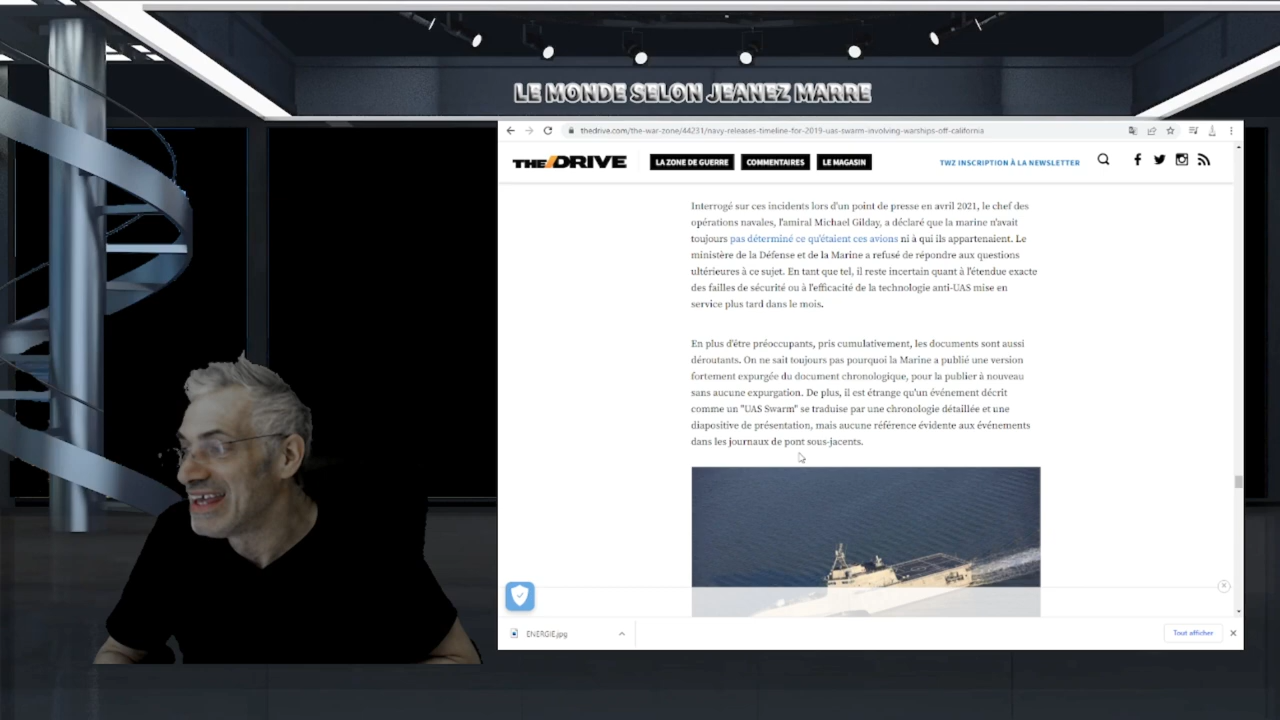 LE MONDE SELON JEANEZ MARRE
thedrive.com/the-war-zone/44231/navy-releases-timeline-for-2019-uas-swarm-involving-warships-off-california
THE DRIVE LA ZONE DE GUERRE COMMENTAIRES LE MAGASIN TWZ INSCRIPTION À LA NEWSLETTER
Interrogé sur ces incidents lors d'un point de presse en avril 2021, le chef des
opérations navales, l'amiral Michael Gilday, a déclaré que la marine n'avait
toujours pas déterminé ce qu'étaient ces avions ni à qui ils appartenaient. Le
ministère de la Défense et de la Marine a refusé de répondre aux questions
ultérieures à ce sujet. En tant que tel, il reste incertain quant à l'étendue exacte
des failles de sécurité ou à l'efficacité de la technologie anti-UAS mise en
service plus tard dans le mois.
En plus d'être préoccupants, pris cumulativement, les documents sont aussi
déroutants. On ne sait toujours pas pourquoi la Marine a publié une version
fortement expurgée du document chronologique, pour la publier à nouveau
sans aucune expurgation. De plus, il est étrange qu'un événement décrit
comme un "UAS Swarm" se traduise par une chronologie détaillée et une
diapositive de présentation, mais aucune référence évidente aux événements
dans les journaux de pont sous-jacents.
ENERGIE.jpg
Tout afficher